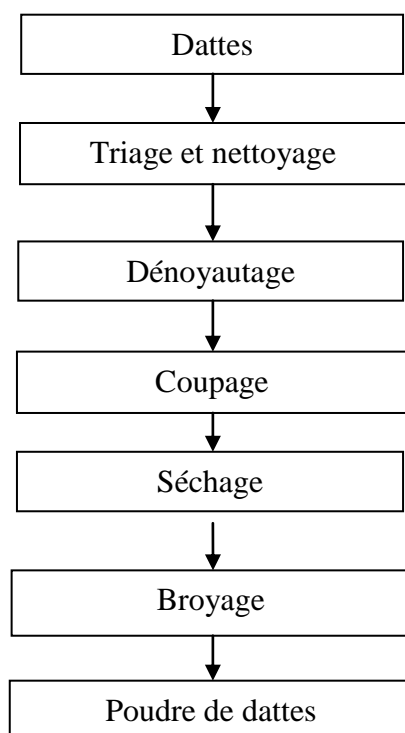 Dattes
Triage et nettoyage
Dénoyautage
Coupage
Séchage
Broyage
Poudre de dattes